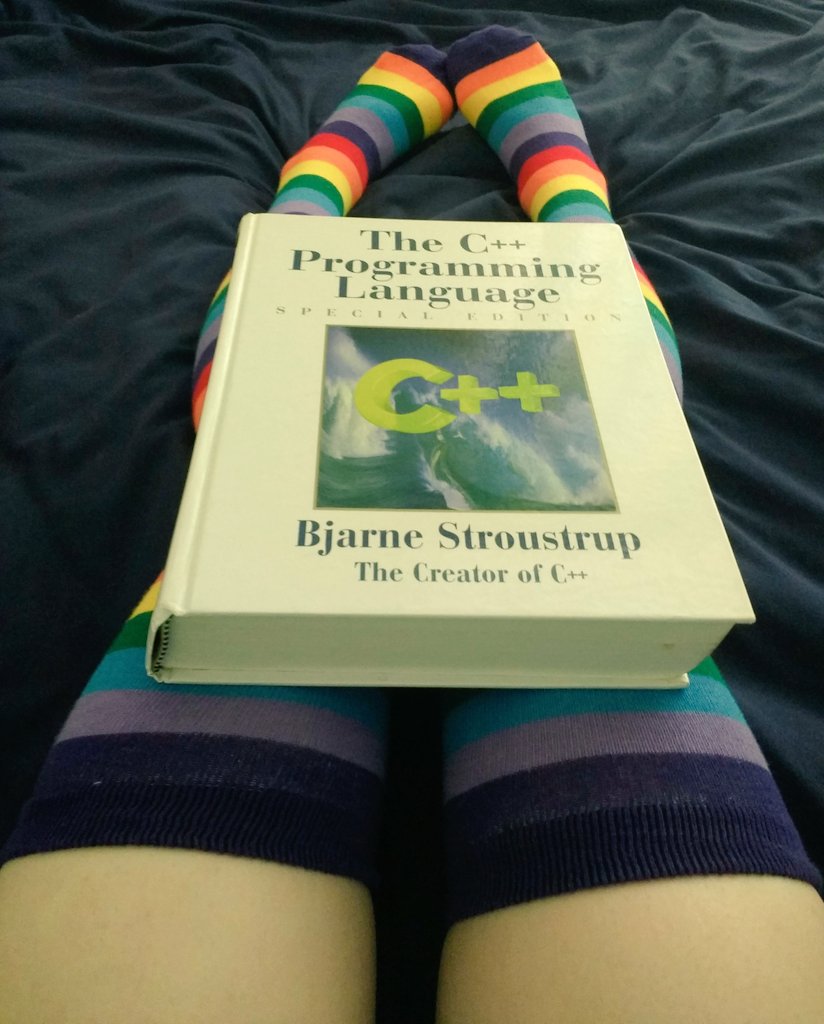 The C++
Programming
Language
SPECIAL EDITION
C++
Bjarne Stroustrup
The Creator of C++